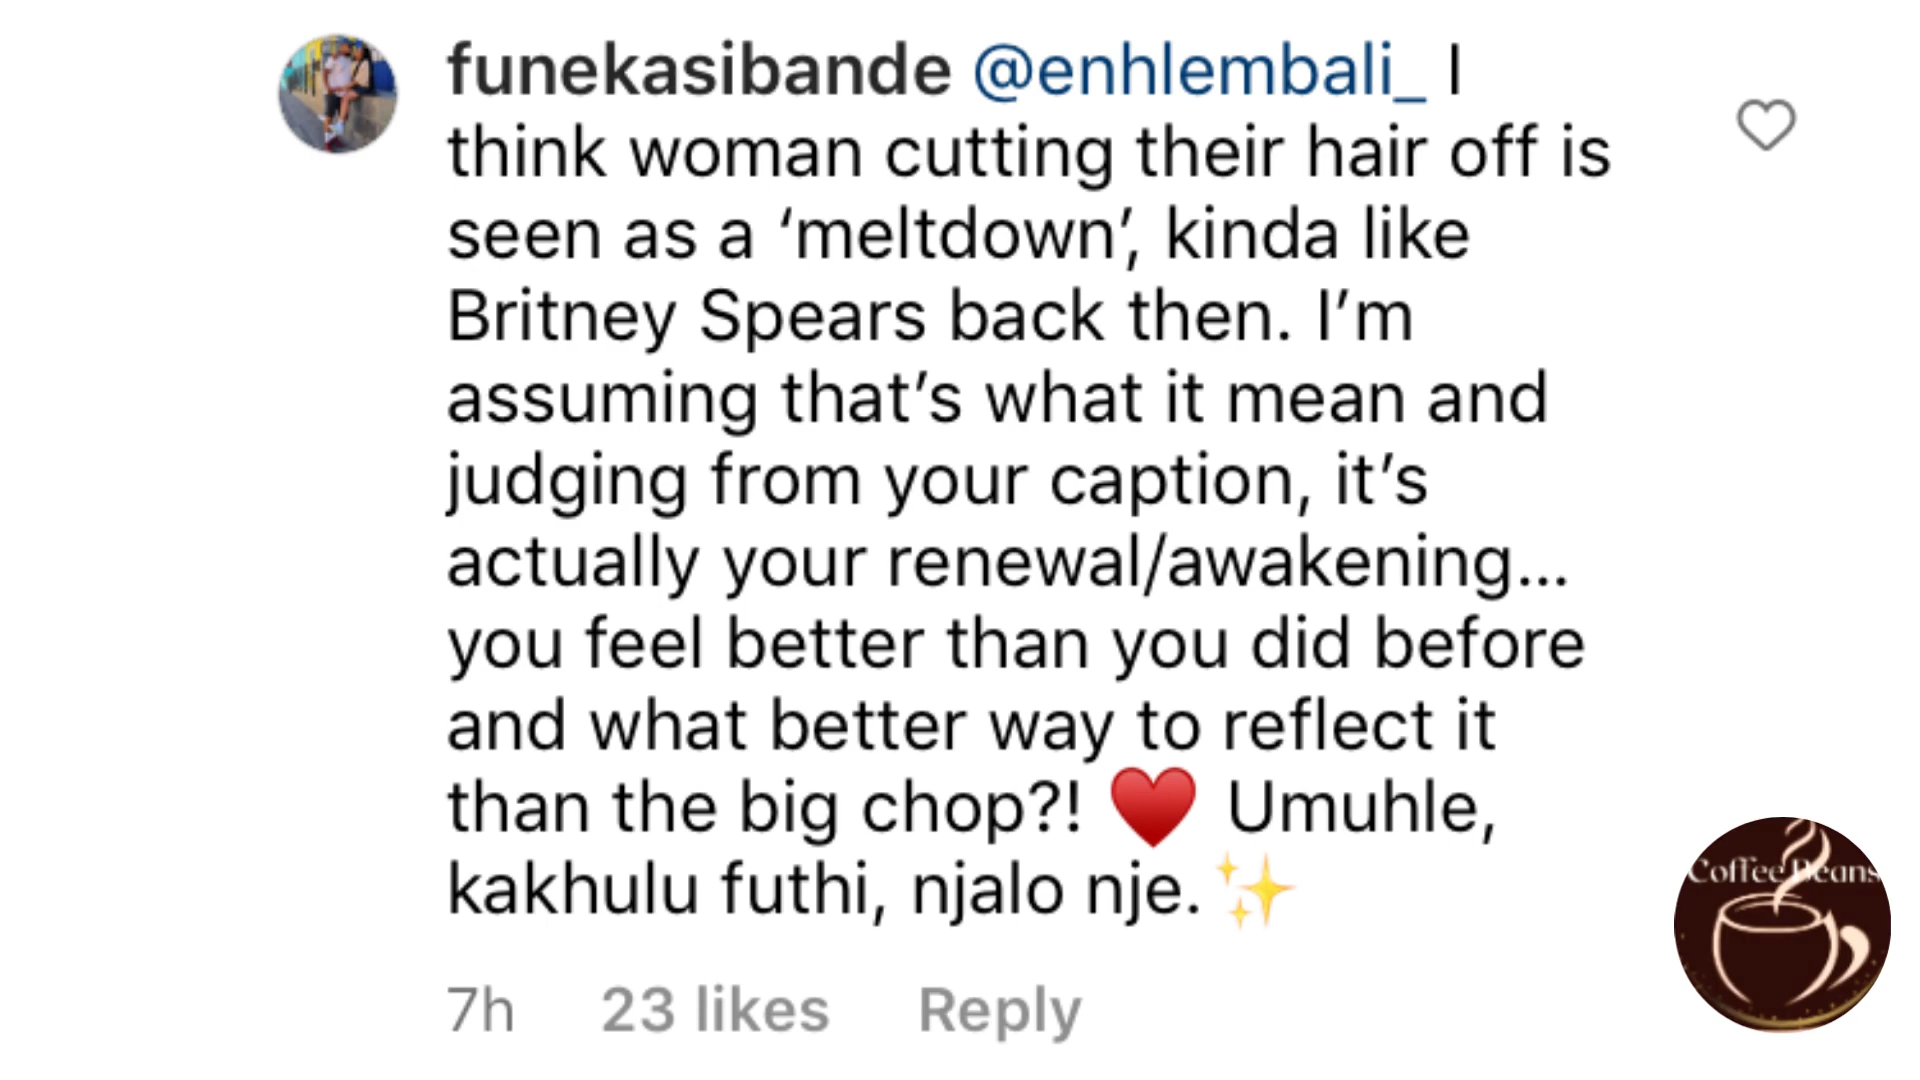 funekasibande @enhlembali_ I
think woman cutting their hair off is
seen as a ‘meltdown’, kinda like
Britney Spears back then. I’m
assuming that’s what it mean and
judging from your caption, it’s
actually your renewal/awakening...
you feel better than you did before
and what better way to reflect it
than the big chop?! ♥️ Umuhle,
kakhulu futhi, njalo nje. ✨
7h 23 likes Reply
Coffee Beans